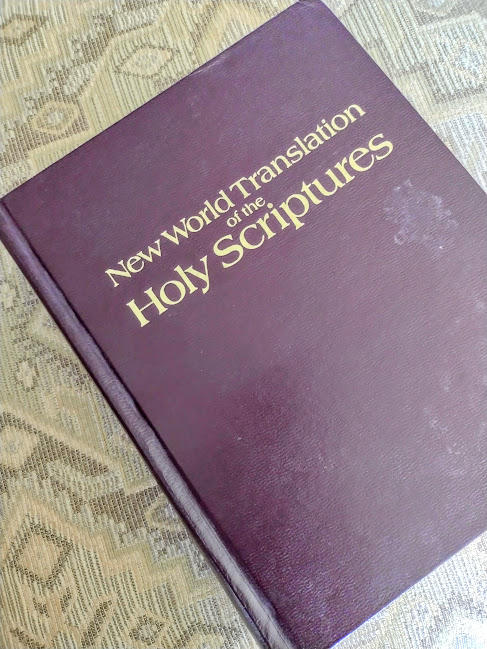 New World Translation
of the
Holy Scriptures